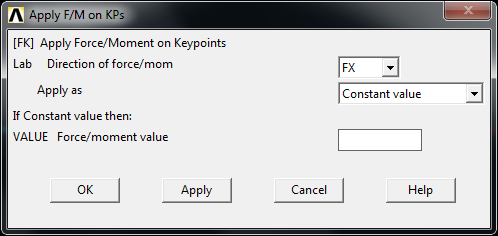 Apply F/M on KPs
[FK] Apply Force/Moment on Keypoints
Lab Direction of force/mom FX
Apply as Constant value
If Constant value then:
VALUE Force/moment value
OK Apply Cancel Help